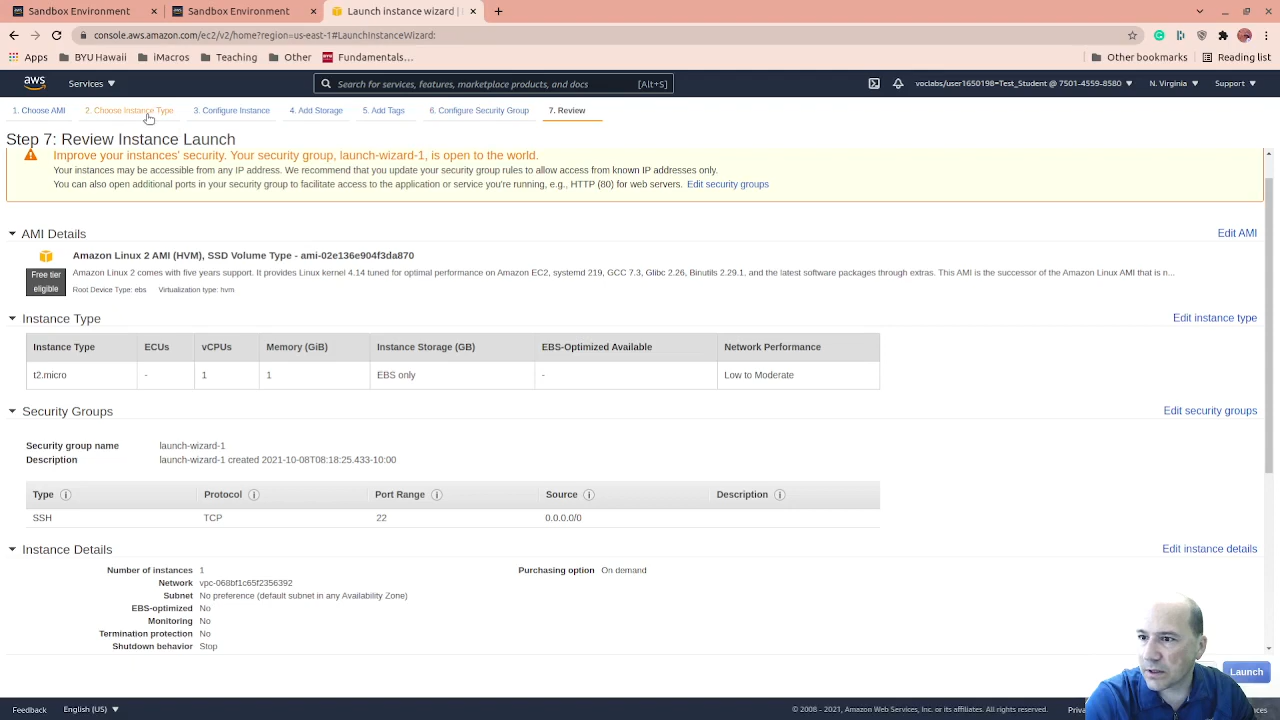 Launch instance wizard |
console.aws.amazon.com/ec2/v2/home?region=us-east-1#LaunchInstanceWizard:
Apps BYU Hawaii iMacros Teaching Other Fundamentals... Other Bookmarks Reading list
aws Services Search for services, features, marketplace products, and docs [Alt+S] voclabs/user1650198=Test_Student @ 7501-4559-8580 N. Virginia Support
1. Choose AMI 2. Choose Instance Type 3. Configure Instance 4. Add Storage 5. Add Tags 6. Configure Security Group 7. Review
Step 7: Review Instance Launch
Improve your instances' security. Your security group, launch-wizard-1, is open to the world.
Your instances may be accessible from any IP address. We recommend that you update your security group rules to allow access from known IP addresses only.
You can also open additional ports in your security group to facilitate access to the application or service you're running, e.g., HTTP (80) for web servers. Edit security groups
AMI Details Edit AMI
Amazon Linux 2 AMI (HVM), SSD Volume Type - ami-02e136e904f3da870
Free tier eligible
Amazon Linux 2 comes with five years support. It provides Linux kernel 4.14 tuned for optimal performance on Amazon EC2, systemd 219, GCC 7.3, Glibc 2.26, Binutils 2.29.1, and the latest software packages through extras. This AMI is the successor of the Amazon Linux AMI that is n...
Root Device Type: ebs Virtualization type: hvm
Instance Type Edit instance type
Instance Type ECUs vCPUs Memory (GiB) Instance Storage (GB) EBS-Optimized Available Network Performance
t2.micro - 1 1 EBS only - Low to Moderate
Security Groups Edit security groups
Security group name launch-wizard-1
Description launch-wizard-1 created 2021-10-08T08:18:25.433-10:00
Type Protocol Port Range Source Description
SSH TCP 22 0.0.0.0/0
Instance Details Edit instance details
Number of instances 1 Purchasing option On demand
Network vpc-068bf1c65f2356392
Subnet No preference (default subnet in any Availability Zone)
EBS-optimized No
Monitoring No
Termination protection No
Shutdown behavior Stop
Launch
Feedback English (US) © 2008 - 2021, Amazon Web Services, Inc. or its